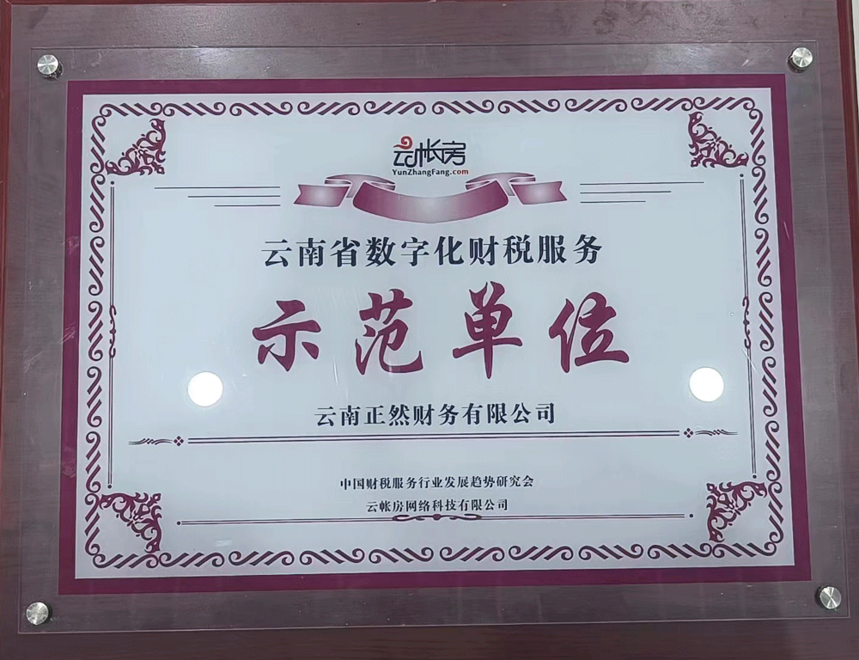 云帐房
YunZhangFang.com
云南省数字化财税服务
示范单位
云南正然财务有限公司
中国财税服务行业发展趋势研究会
云帐房网络科技有限公司